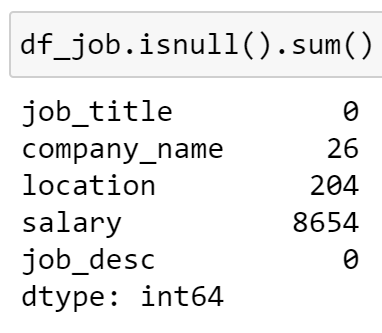 df_job.isnull().sum()
job_title 0
company_name 26
location 204
salary 8654
job_desc 0
dtype: int64